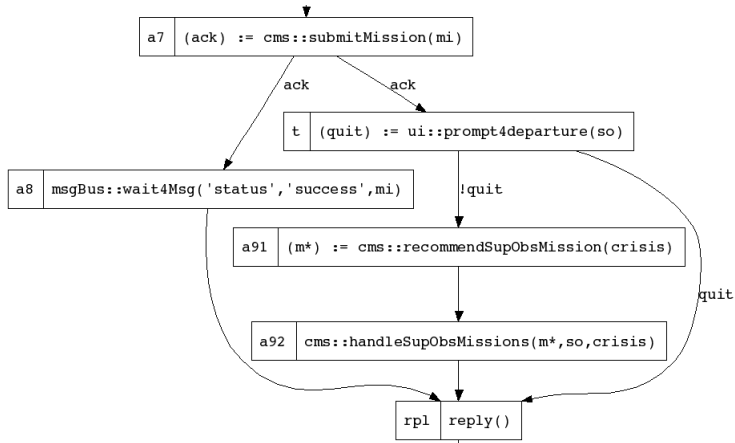 a7 (ack) := cms::submitMission(mi)
ack ack
t (quit) := ui::prompt4departure(so)
a8 msgBus::wait4Msg('status','success',mi)
!quit
a91 (m*) := cms::recommendSupObsMission(crisis)
quit
a92 cms::handleSupObsMissions(m*,so,crisis)
rpl reply()